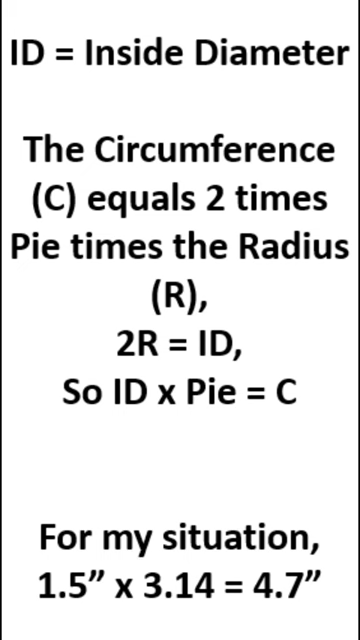 ID = Inside Diameter
The Circumference
(C) equals 2 times
Pie times the Radius
(R),
2R = ID,
So ID x Pie = C
For my situation,
1.5” x 3.14 = 4.7”